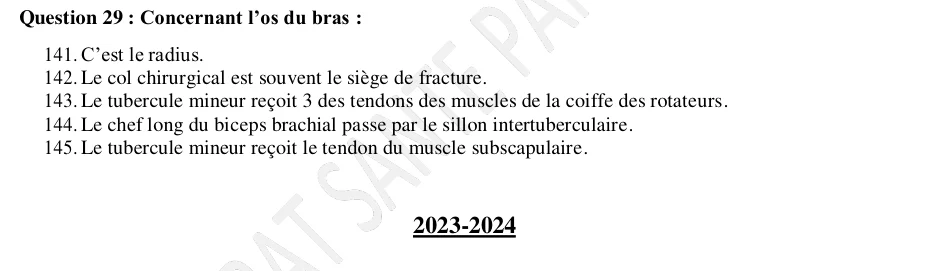 Question 29 : Concernant l’os du bras :
141. C’est le radius.
142. Le col chirurgical est souvent le siège de fracture.
143. Le tubercule mineur reçoit 3 des tendons des muscles de la coiffe des rotateurs.
144. Le chef long du biceps brachial passe par le sillon intertuberculaire.
145. Le tubercule mineur reçoit le tendon du muscle subscapulaire.
2023-2024
PAT SANTE PA